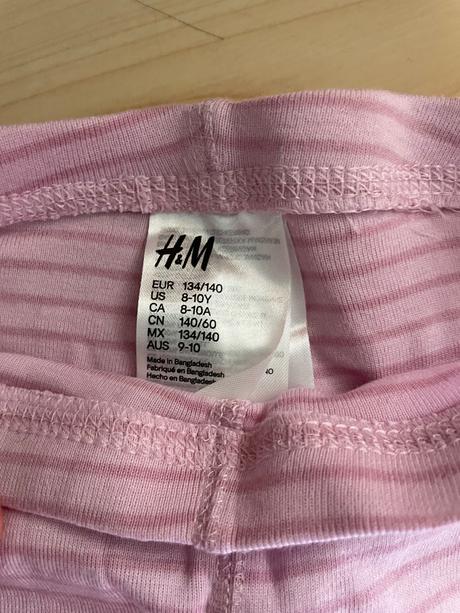 H&M
EUR 134/140
US 8-10Y
CA 8-10A
CN 140/60
MX 134/140
AUS 9-10
Made in Bangladesh
Fabriqué en Bangladesh
Hecho en Bangladesh